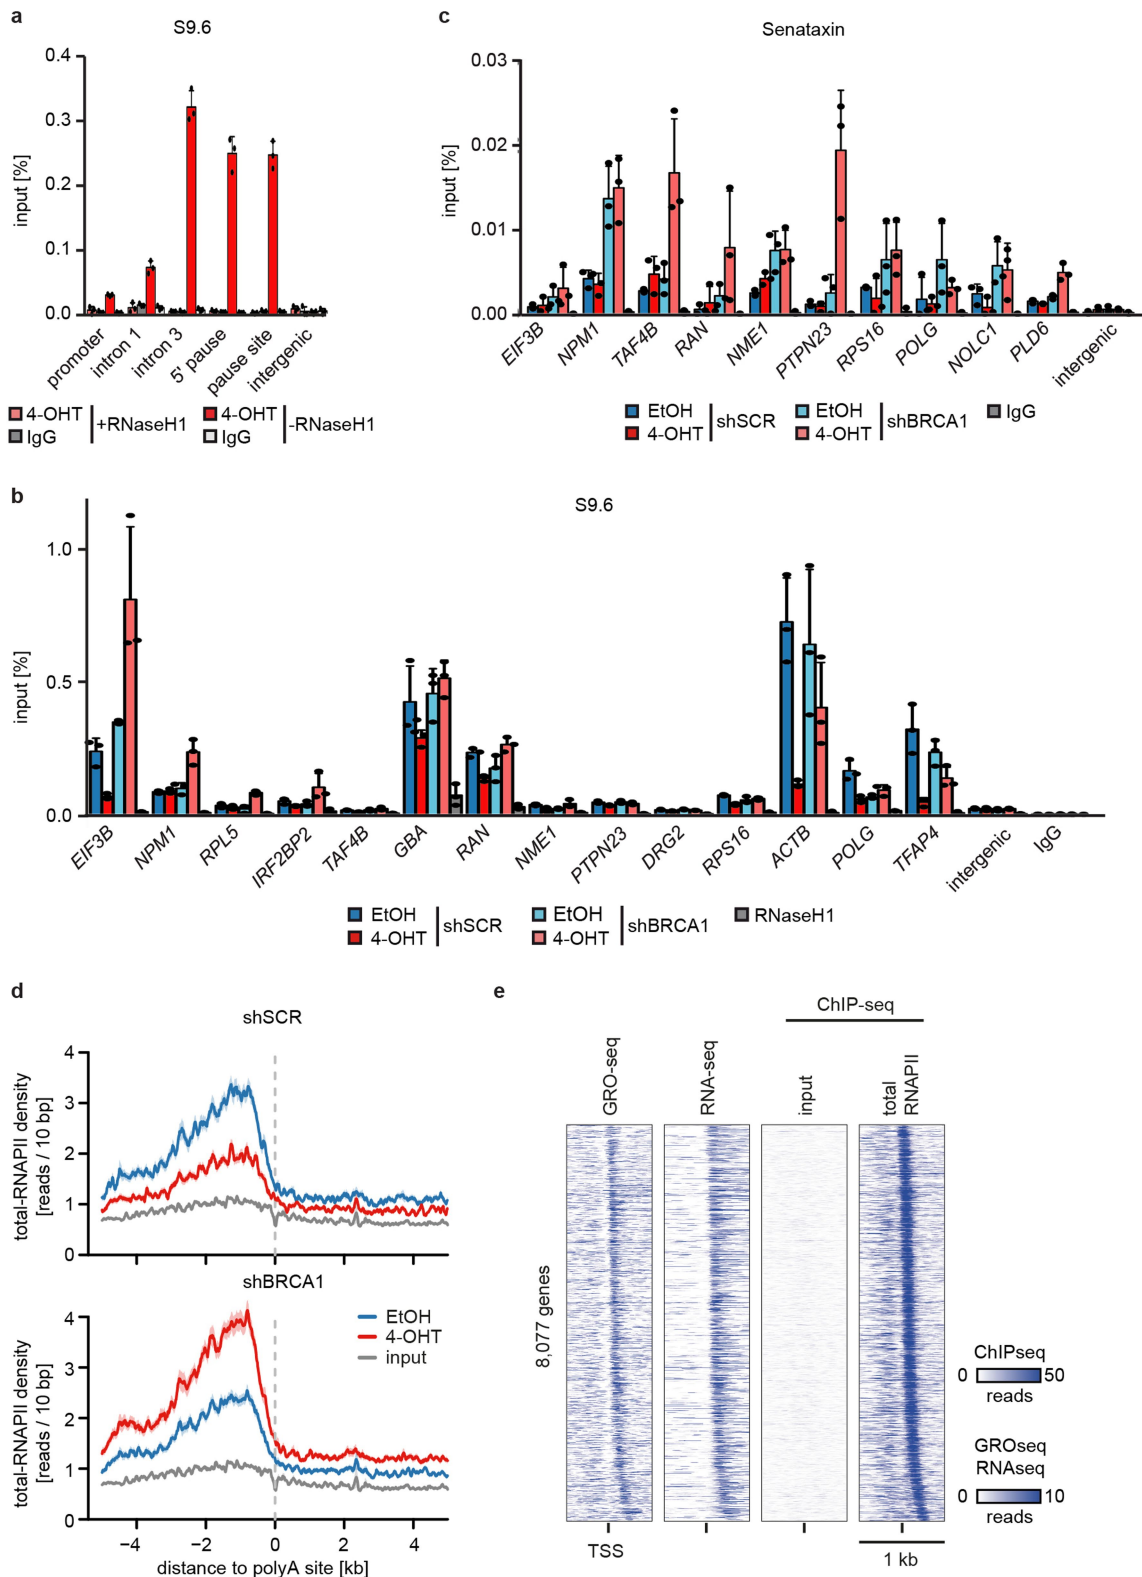 a
S9.6
input [%]
0.4
0.3
0.2
0.1
0.0
promoter
intron 1
intron 3
5' pause
pause site
intergenic
4-OHT
IgG
+RNaseH1
4-OHT
IgG
-RNaseH1
c
Senataxin
input [%]
0.03
0.02
0.01
0.00
EIF3B
NPM1
TAF4B
RAN
NME1
PTPN23
RPS16
POLG
NOLC1
PLD6
intergenic
EtOH
4-OHT
shSCR
EtOH
4-OHT
shBRCA1
IgG
b
S9.6
input [%]
1.0
0.5
0.0
EIF3B
NPM1
RPL5
IRF2BP2
TAF4B
GBA
RAN
NME1
PTPN23
DRG2
RPS16
ACTB
POLG
TFAP4
intergenic
IgG
EtOH
4-OHT
shSCR
EtOH
4-OHT
shBRCA1
RNaseH1
d
shSCR
total-RNAPII density
[reads / 10 bp]
4
3
2
1
0
shBRCA1
total-RNAPII density
[reads / 10 bp]
4
3
2
1
0
EtOH
4-OHT
input
−4
−2
0
2
4
distance to polyA site [kb]
e
ChIP-seq
GRO-seq
RNA-seq
input
total
RNAPII
8,077 genes
TSS
1 kb
ChIPseq
0
50
reads
GROseq
RNAseq
0
10
reads